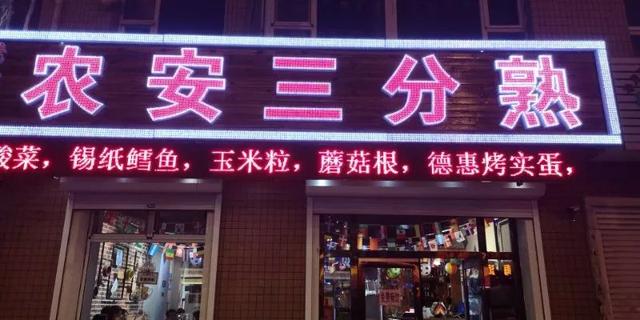 农安三分熟
酸菜，锡纸鳕鱼，玉米粒，蘑菇根，德惠烤实蛋，